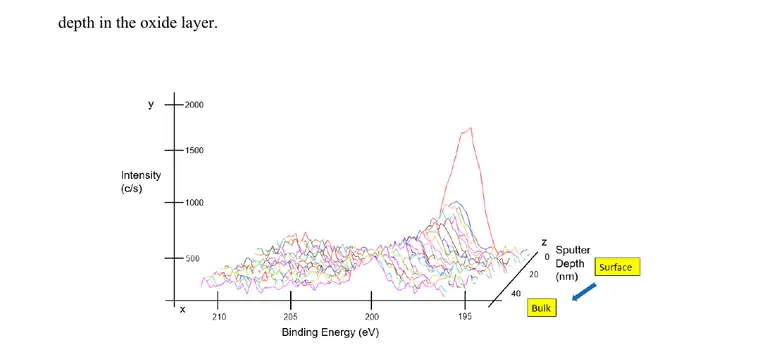 depth in the oxide layer.
y
2000
1500
Intensity
(c/s)
1000
500
z
0
Sputter
Depth
(nm)
Surface
20
40
Bulk
x
210
205
200
195
Binding Energy (eV)